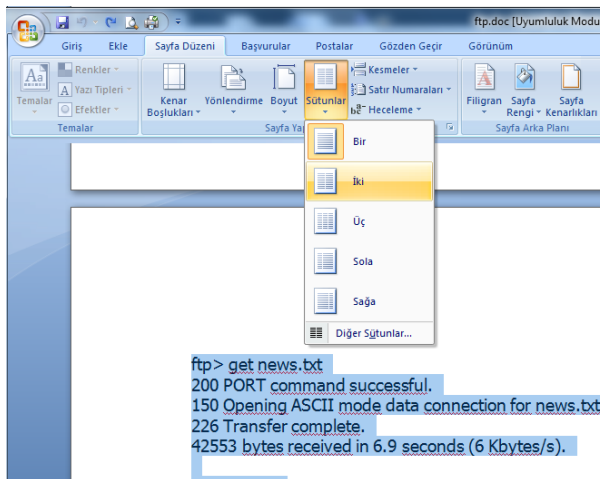 ftp.doc [Uyumluluk Modu
Giriş Ekle Sayfa Düzeni Başvurular Postalar Gözden Geçir Görünüm
Aa
Temalar
Renkler
A Yazı Tipleri
Efektler
Temalar
Kenar Boşlukları
Yönlendirme
Boyut
Sütunlar
Kesmeler
Satır Numaraları
Heceleme
Sayfa Ya
Filigran
Sayfa Rengi
Sayfa Kenarlıkları
Sayfa Arka Planı
Bir
İki
Üç
Sola
Sağa
Diğer Sütunlar...
ftp> get news.txt
200 PORT command successful.
150 Opening ASCII mode data connection for news.txt
226 Transfer complete.
42553 bytes received in 6.9 seconds (6 Kbytes/s).